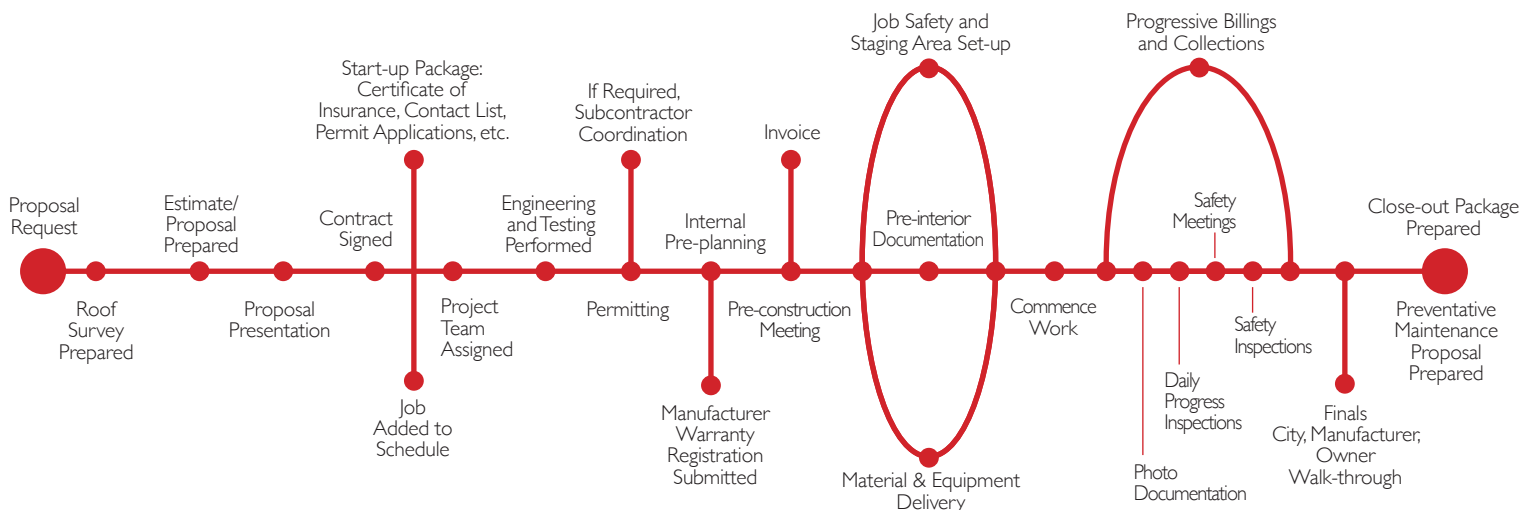 Proposal
Request
Roof
Survey
Prepared
Estimate/
Proposal
Prepared
Proposal
Presentation
Contract
Signed
Start-up Package:
Certificate of
Insurance, Contact List,
Permit Applications, etc.
Job
Added to
Schedule
Project
Team
Assigned
Engineering
and Testing
Performed
If Required,
Subcontractor
Coordination
Permitting
Internal
Pre-planning
Manufacturer
Warranty
Registration
Submitted
Invoice
Pre-construction
Meeting
Job Safety and
Staging Area Set-up
Pre-interior
Documentation
Material & Equipment
Delivery
Commence
Work
Progressive Billings
and Collections
Photo
Documentation
Daily
Progress
Inspections
Safety
Meetings
Safety
Inspections
Finals
City, Manufacturer,
Owner
Walk-through
Close-out Package
Prepared
Preventative
Maintenance
Proposal
Prepared